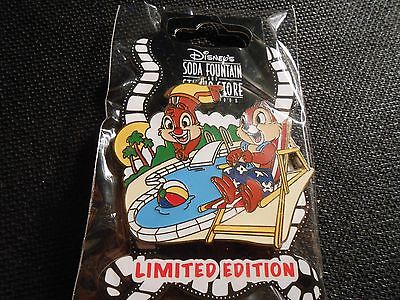 Disney's
SODA FOUNTAIN
STORE
LIMITED EDITION